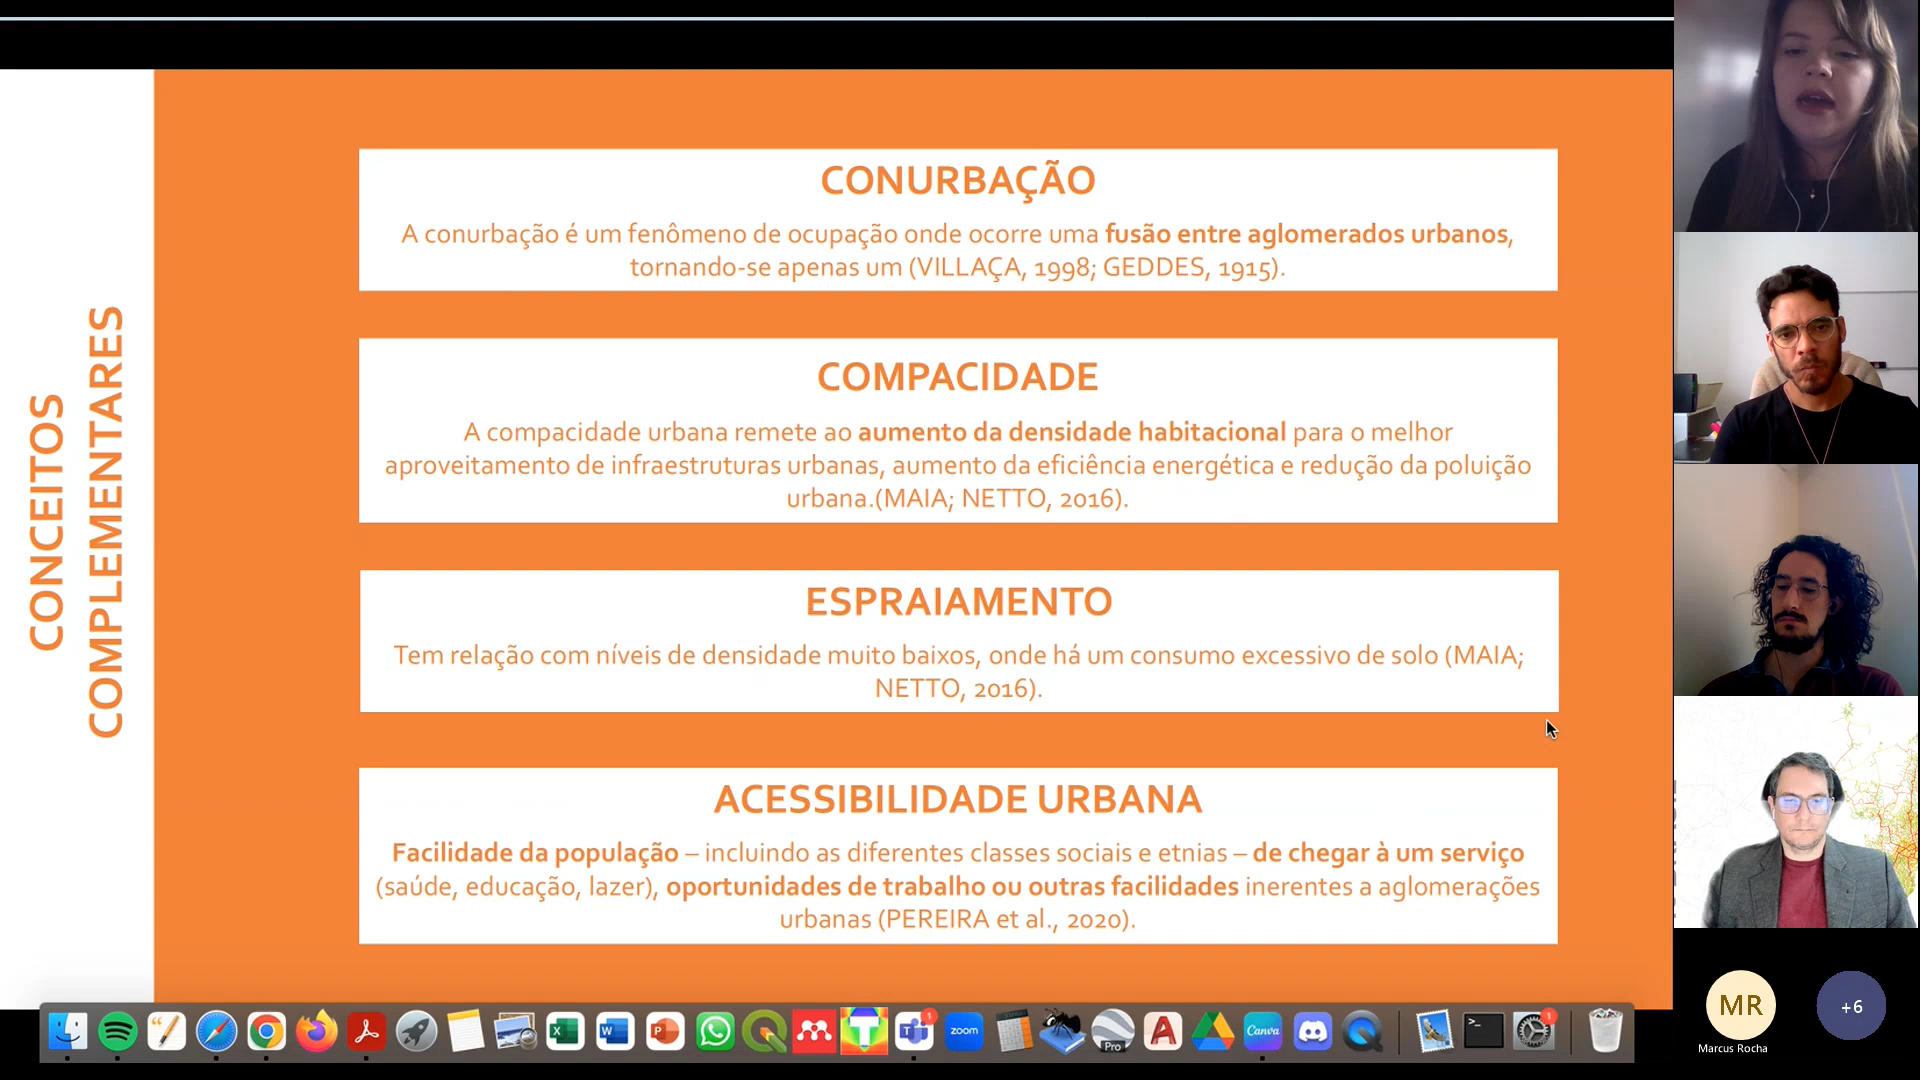 CONCEITOS
COMPLEMENTARES
CONURBAÇÃO
A conurbação é um fenômeno de ocupação onde ocorre uma fusão entre aglomerados urbanos,
tornando-se apenas um (VILLAÇA, 1998; GEDDES, 1915).
COMPACIDADE
A compacidade urbana remete ao aumento da densidade habitacional para o melhor
aproveitamento de infraestruturas urbanas, aumento da eficiência energética e redução da poluição
urbana.(MAIA; NETTO, 2016).
ESPRAIAMENTO
Tem relação com níveis de densidade muito baixos, onde há um consumo excessivo de solo (MAIA;
NETTO, 2016).
ACESSIBILIDADE URBANA
Facilidade da população – incluindo as diferentes classes sociais e etnias – de chegar à um serviço
(saúde, educação, lazer), oportunidades de trabalho ou outras facilidades inerentes a aglomerações
urbanas (PEREIRA et al., 2020).
zoom
Pro
Canva
1
1
MR
+6
Marcus Rocha